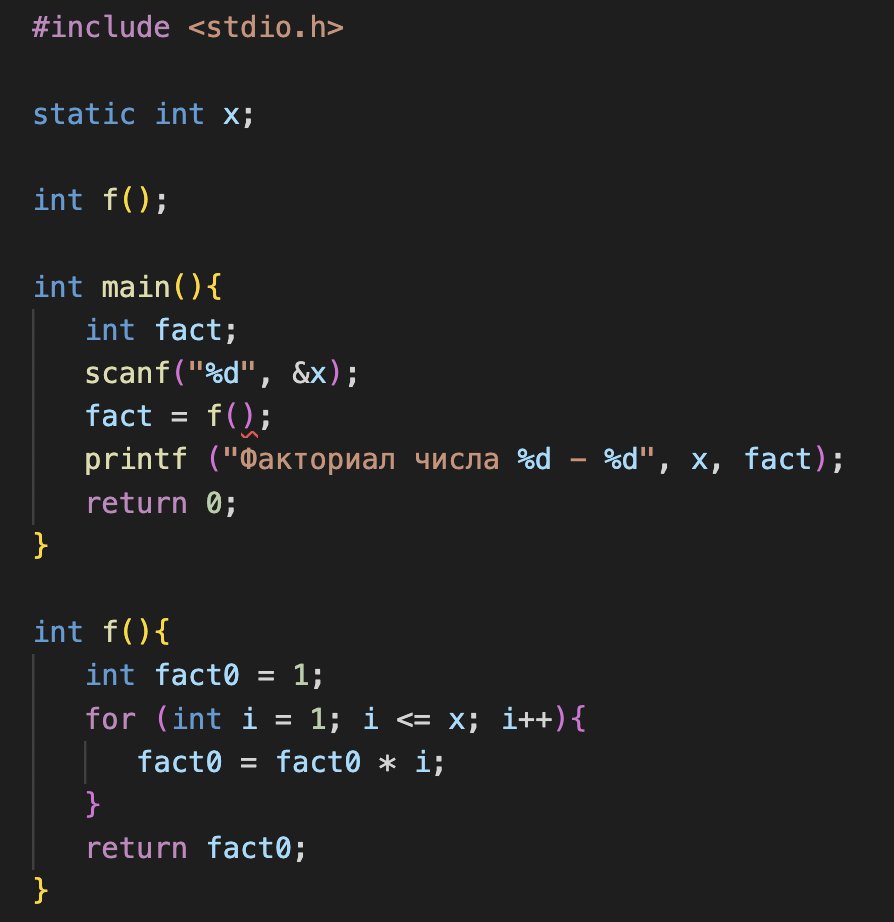 #include <stdio.h>
static int x;
int f();
int main(){
int fact;
scanf("%d", &x);
fact = f();
printf ("Факториал числа %d - %d", x, fact);
return 0;
}
int f(){
int fact0 = 1;
for (int i = 1; i <= x; i++){
fact0 = fact0 * i;
}
return fact0;
}